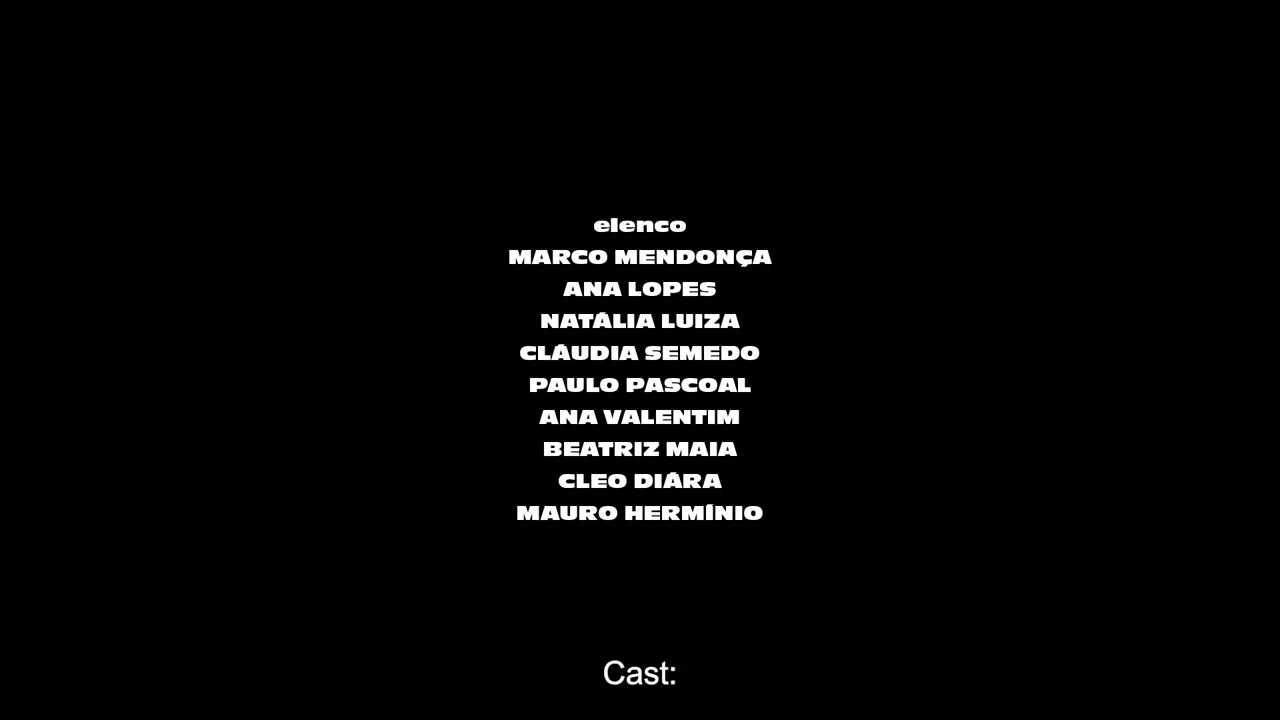 elenco
MARCO MENDONÇA
ANA LOPES
NATÁLIA LUIZA
CLÁUDIA SEMEDO
PAULO PASCOAL
ANA VALENTIM
BEATRIZ MAIA
CLEO DIÁRA
MAURO HERMÍNIO
Cast: